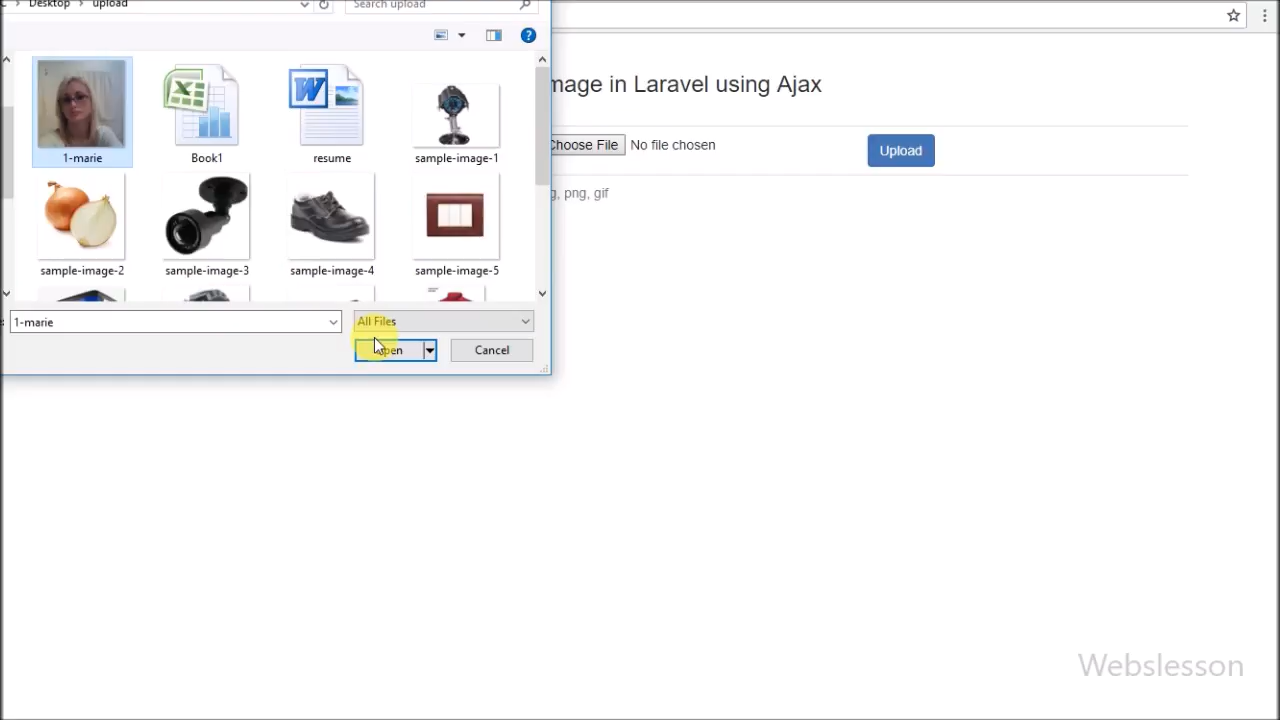 Desktop > upload
Search upload
mage in Laravel using Ajax
Choose File No file chosen
Upload
g, png, gif
1-marie
Book1
resume
sample-image-1
sample-image-2
sample-image-3
sample-image-4
sample-image-5
1-marie
All Files
pen
Cancel
Webslesson